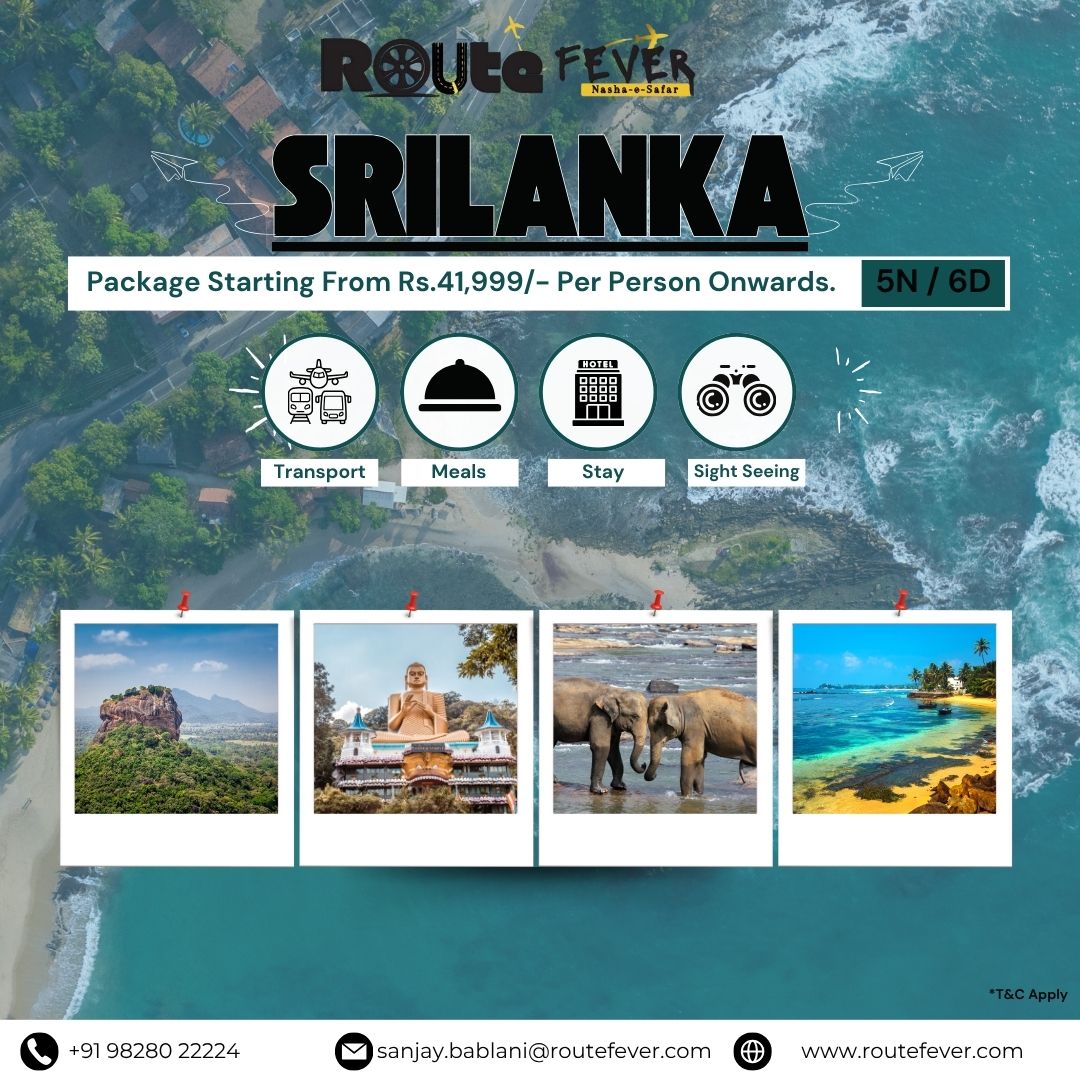 ROUte FEVER
Nasha-e-Safar
SRILANKA
Package Starting From Rs.41,999/- Per Person Onwards. 5N / 6D
HOTEL
Transport Meals Stay Sight Seeing
*T&C Apply
+91 98280 22224 sanjay.bablani@routefever.com www.routefever.com